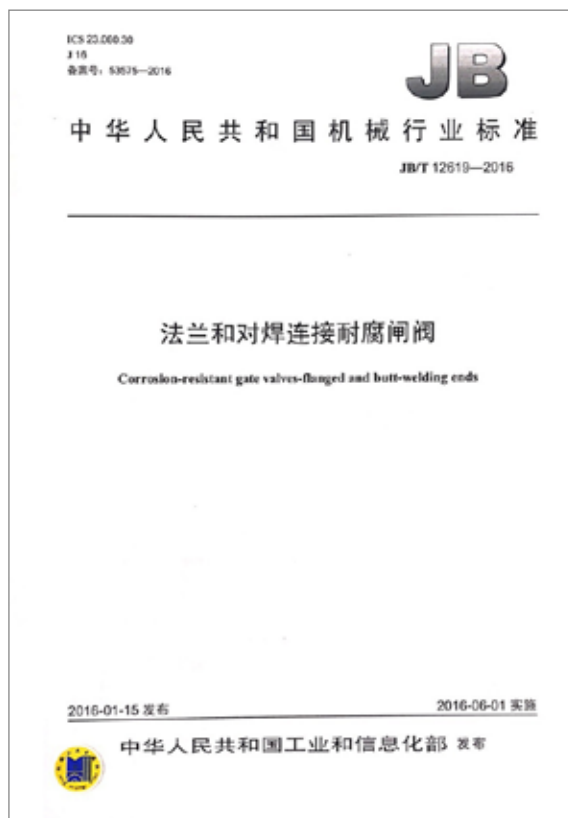 ICS 23.060.30
J 16
备案号：53575—2016
JB
中华人民共和国机械行业标准
JB/T 12619—2016
法兰和对焊连接耐腐闸阀
Corrosion-resistant gate valves-flanged and butt-welding ends
2016-01-15 发布
2016-06-01 实施
中华人民共和国工业和信息化部 发布